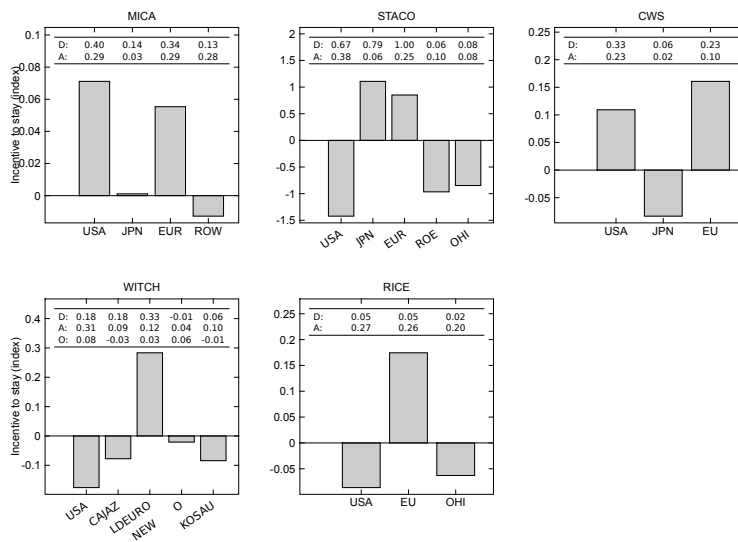 MICA
Incentive to stay (index)
0.1
0.08
0.06
0.04
0.02
0
D: 0.40 0.14 0.34 0.13
A: 0.29 0.03 0.29 0.28
USA JPN EUR ROW
STACO
2
1.5
1
0.5
0
-0.5
-1
-1.5
D: 0.67 0.79 1.00 0.06 0.08
A: 0.38 0.06 0.25 0.10 0.08
USA JPN EUR ROE OHI
CWS
0.25
0.2
0.15
0.1
0.05
0
-0.05
D: 0.33 0.06 0.23
A: 0.23 0.02 0.10
USA JPN EU
WITCH
Incentive to stay (index)
0.4
0.3
0.2
0.1
0
-0.1
D: 0.18 0.18 0.33 -0.01 0.06
A: 0.31 0.09 0.12 0.04 0.10
O: 0.08 -0.03 0.03 0.06 -0.01
USA CAJAZ LDEURO NEW O KOSAU
RICE
0.25
0.2
0.15
0.1
0.05
0
-0.05
D: 0.05 0.05 0.02
A: 0.27 0.26 0.20
USA EU OHI